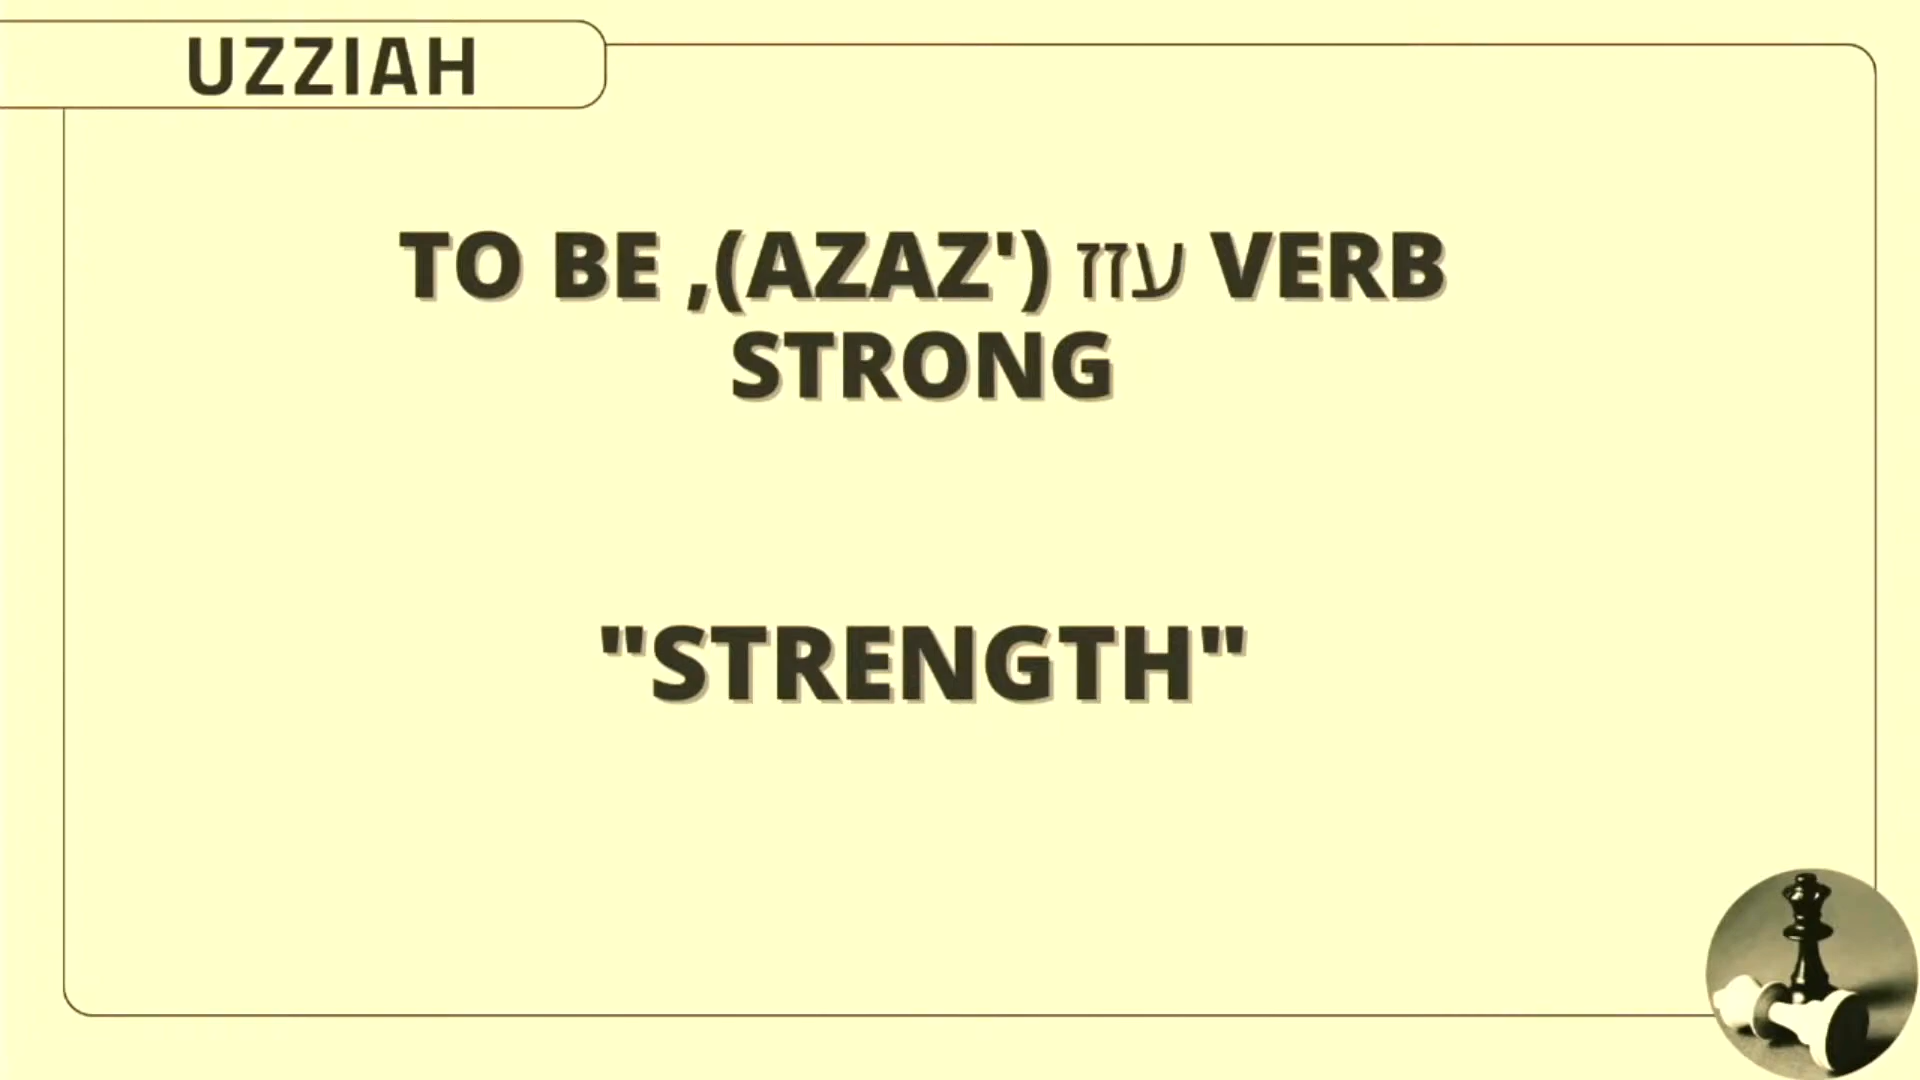 UZZIAH
TO BE ,(AZAZ') עזז VERB
STRONG
"STRENGTH"